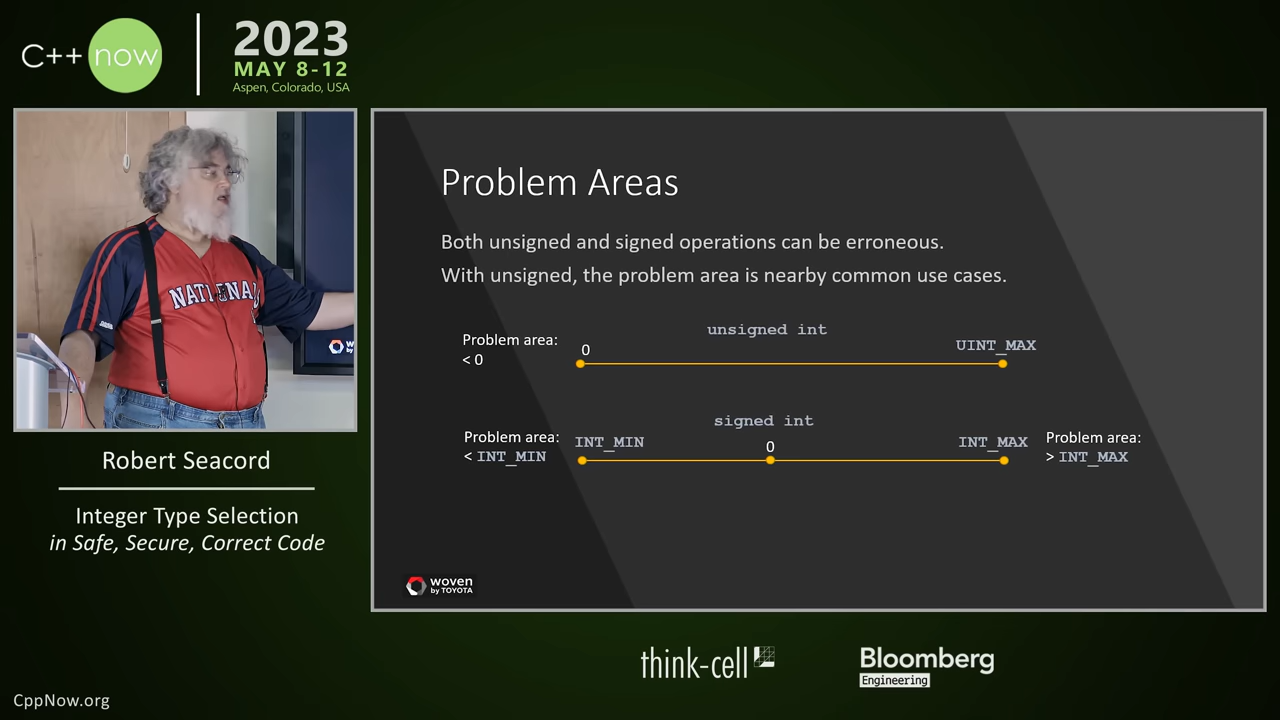 C++ now
2023
MAY 8-12
Aspen, Colorado, USA
NATIONALS
Robert Seacord
Integer Type Selection
in Safe, Secure, Correct Code
Problem Areas
Both unsigned and signed operations can be erroneous.
With unsigned, the problem area is nearby common use cases.
unsigned int
Problem area:
< 0
0
UINT_MAX
signed int
Problem area:
< INT_MIN
INT_MIN
0
INT_MAX
Problem area:
> INT_MAX
woven
by TOYOTA
think-cell
Bloomberg
Engineering
CppNow.org